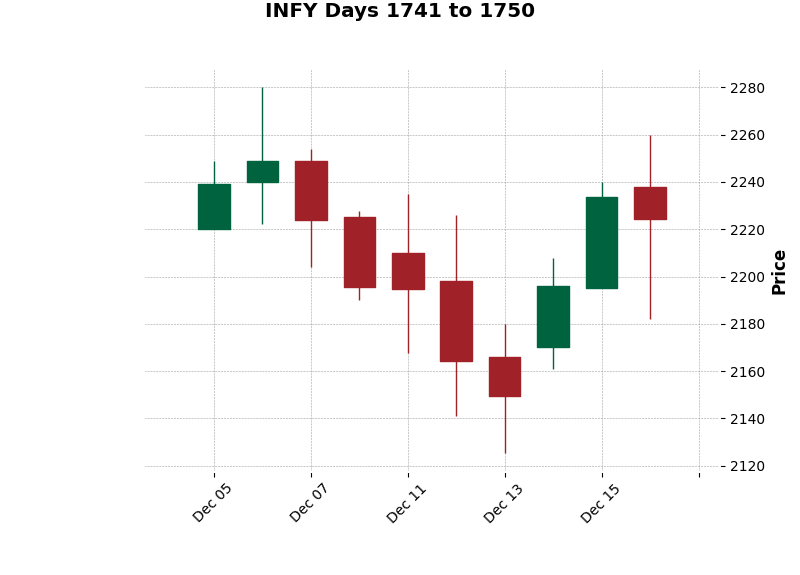 INFY Days 1741 to 1750
2280
2260
2240
2220
2200
2180
2160
2140
2120
Price
Dec 05
Dec 07
Dec 11
Dec 13
Dec 15